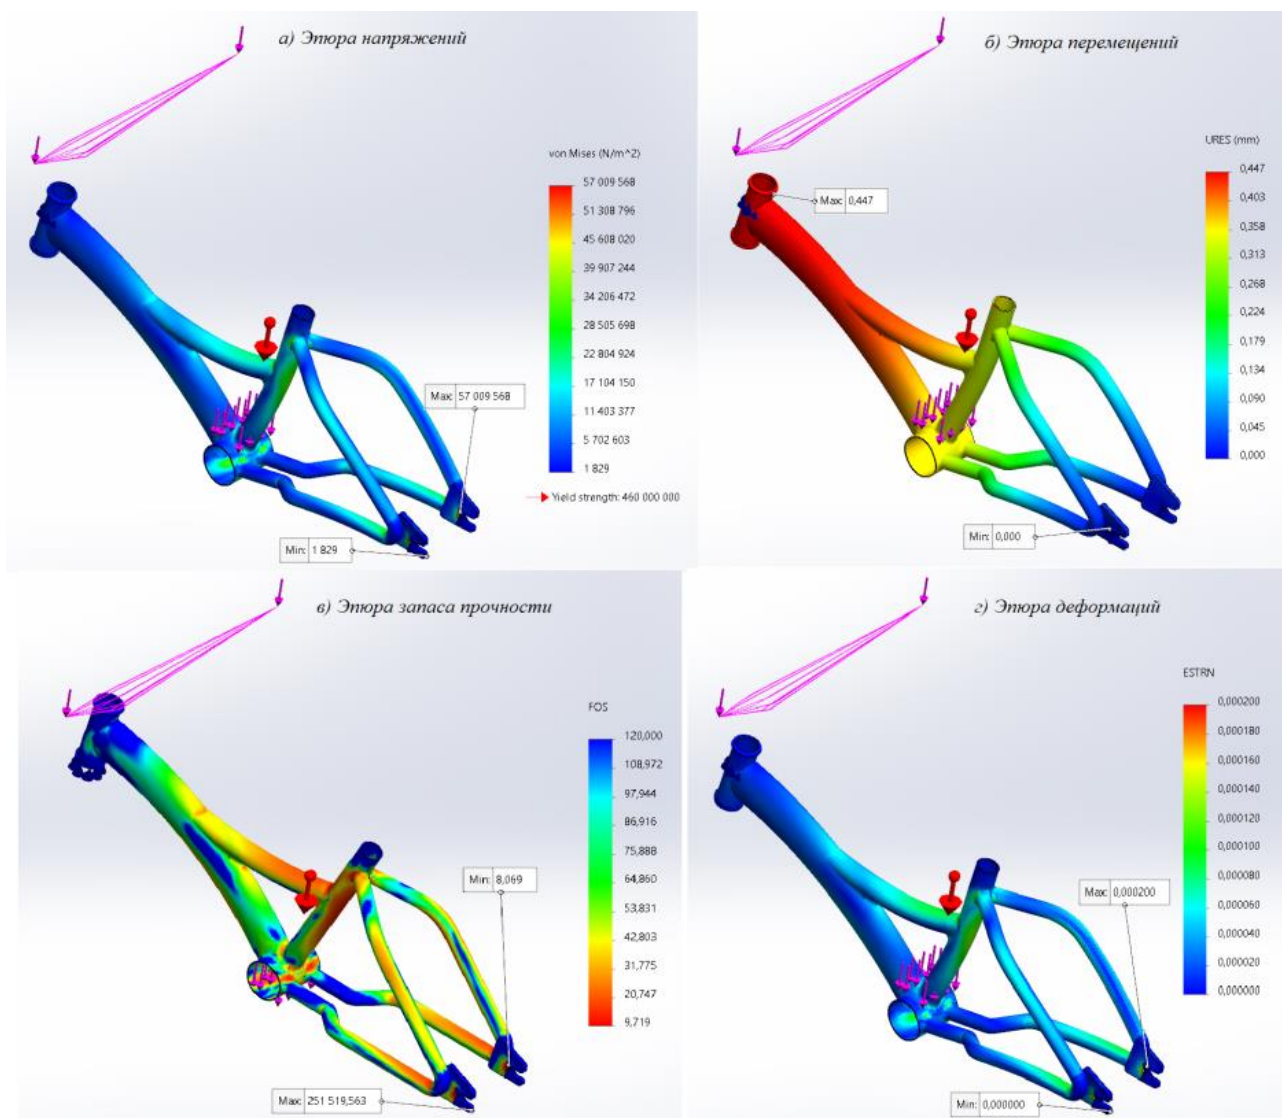 а) Эпюра напряжений
von Mises (N/m^2)
57 009 568
51 308 796
45 608 020
39 907 244
34 206 472
28 505 698
22 804 924
17 104 150
11 403 377
5 702 603
1 829
Yield strength: 460 000 000
Max: 57 009 568
Min: 1 829
б) Эпюра перемещений
URES (mm)
0,447
0,403
0,358
0,313
0,268
0,224
0,179
0,134
0,090
0,045
0,000
Max: 0,447
Min: 0,000
в) Эпюра запаса прочности
FOS
120,000
108,972
97,944
86,916
75,888
64,860
53,831
42,803
31,775
20,747
9,719
Min: 8,069
Max: 251 519,563
г) Эпюра деформаций
ESTRN
0,000200
0,000180
0,000160
0,000140
0,000120
0,000100
0,000080
0,000060
0,000040
0,000020
0,000000
Max: 0,000200
Min: 0,000000